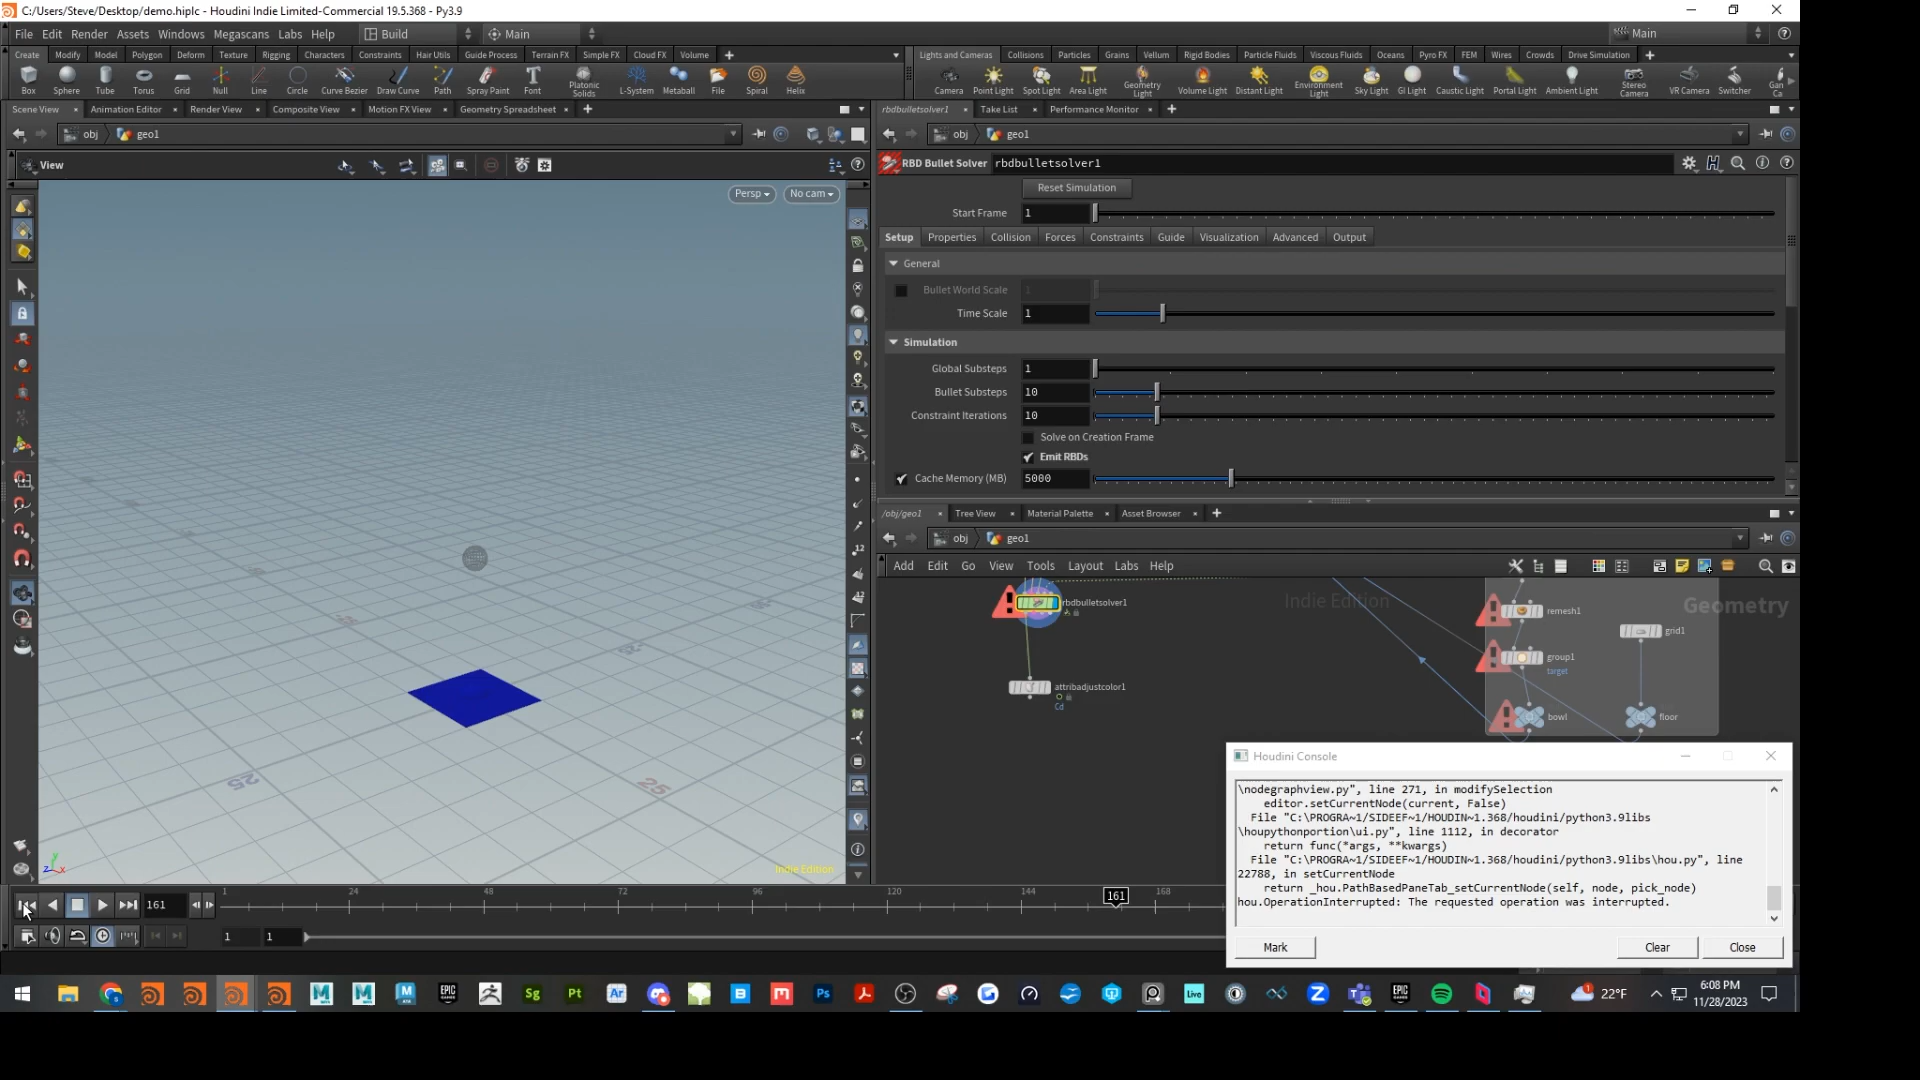 C:/Users/Steve/Desktop/demo.hiplc - Houdini Indie Limited-Commercial 19.5.368 - Py3.9
File Edit Render Assets Windows Megascans Labs Help Build Main Main
Create Modify Model Polygon Deform Texture Rigging Characters Constraints Hair Utils Guide Process Terrain FX Simple FX Cloud FX Volume
Lights and Cameras Collisions Particles Grains Vellum Rigid Bodies Particle Fluids Viscous Fluids Oceans Pyro FX FEM Wires Crowds Drive Simulation
Box Sphere Tube Torus Grid Null Line Circle Curve Bezier Draw Curve Path Spray Paint Font Platonic Solids L-System Metaball File Spiral Helix
Camera Point Light Spot Light Area Light Geometry Light Volume Light Distant Light Environment Light Sky Light GI Light Caustic Light Portal Light Ambient Light Stereo Camera VR Camera Switcher Gan Ca
Scene View Animation Editor Render View Composite View Motion FX View Geometry Spreadsheet
rbdbulletsolver1 Take List Performance Monitor
obj geo1
obj geo1
View
RBD Bullet Solver rbdbulletsolver1
Persp No cam
Reset Simulation
Start Frame 1
Setup Properties Collision Forces Constraints Guide Visualization Advanced Output
General
Bullet World Scale 1
Time Scale 1
Simulation
Global Substeps 1
Bullet Substeps 10
Constraint Iterations 10
Solve on Creation Frame
Emit RBDs
Cache Memory (MB) 5000
/obj/geo1 Tree View Material Palette Asset Browser
obj geo1
Add Edit Go View Tools Layout Labs Help
Indie Edition
Geometry
rbdbulletsolver1
remesh1
grid1
group1
target
attribadjustcolor1
Cd
bowl
floor
25
25
Indie Edition
Houdini Console
\nodegraphview.py", line 271, in modifySelection
editor.setCurrentNode(current, False)
File "C:\PROGRA~1/SIDEEF~1/HOUDIN~1.368/houdini/python3.9libs
\houpythonportion\ui.py", line 1112, in decorator
return func(*args, **kwargs)
File "C:\PROGRA~1/SIDEEF~1/HOUDIN~1.368/houdini/python3.9libs\hou.py", line
22788, in setCurrentNode
return _hou.PathBasedPaneTab_setCurrentNode(self, node, pick_node)
hou.OperationInterrupted: The requested operation was interrupted.
Mark Clear Close
161 1 24 48 72 96 120 144 161 168
1 1
22°F
6:08 PM
11/28/2023